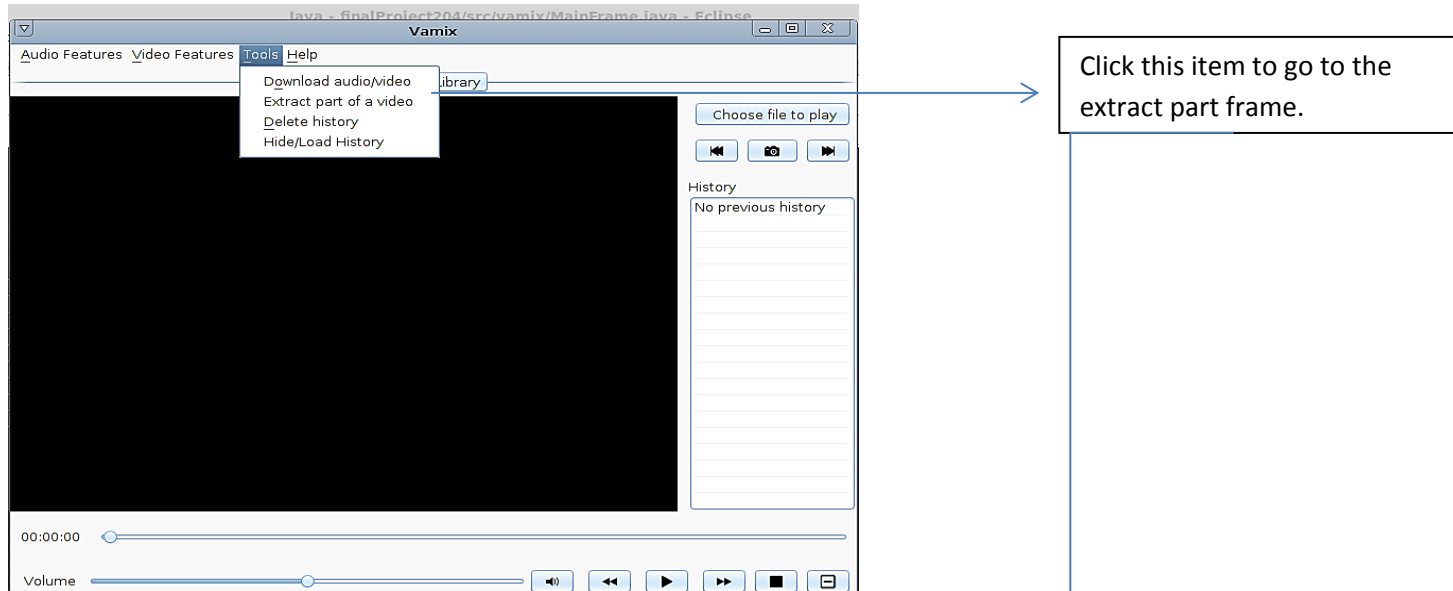 Java - finalProject204/src/vamix/MainFrame.java - Eclipse
Vamix
Audio Features Video Features Tools Help
Download audio/video
Extract part of a video
Delete history
Hide/Load History
ibrary
Choose file to play
History
No previous history
00:00:00
Volume
Click this item to go to the
extract part frame.